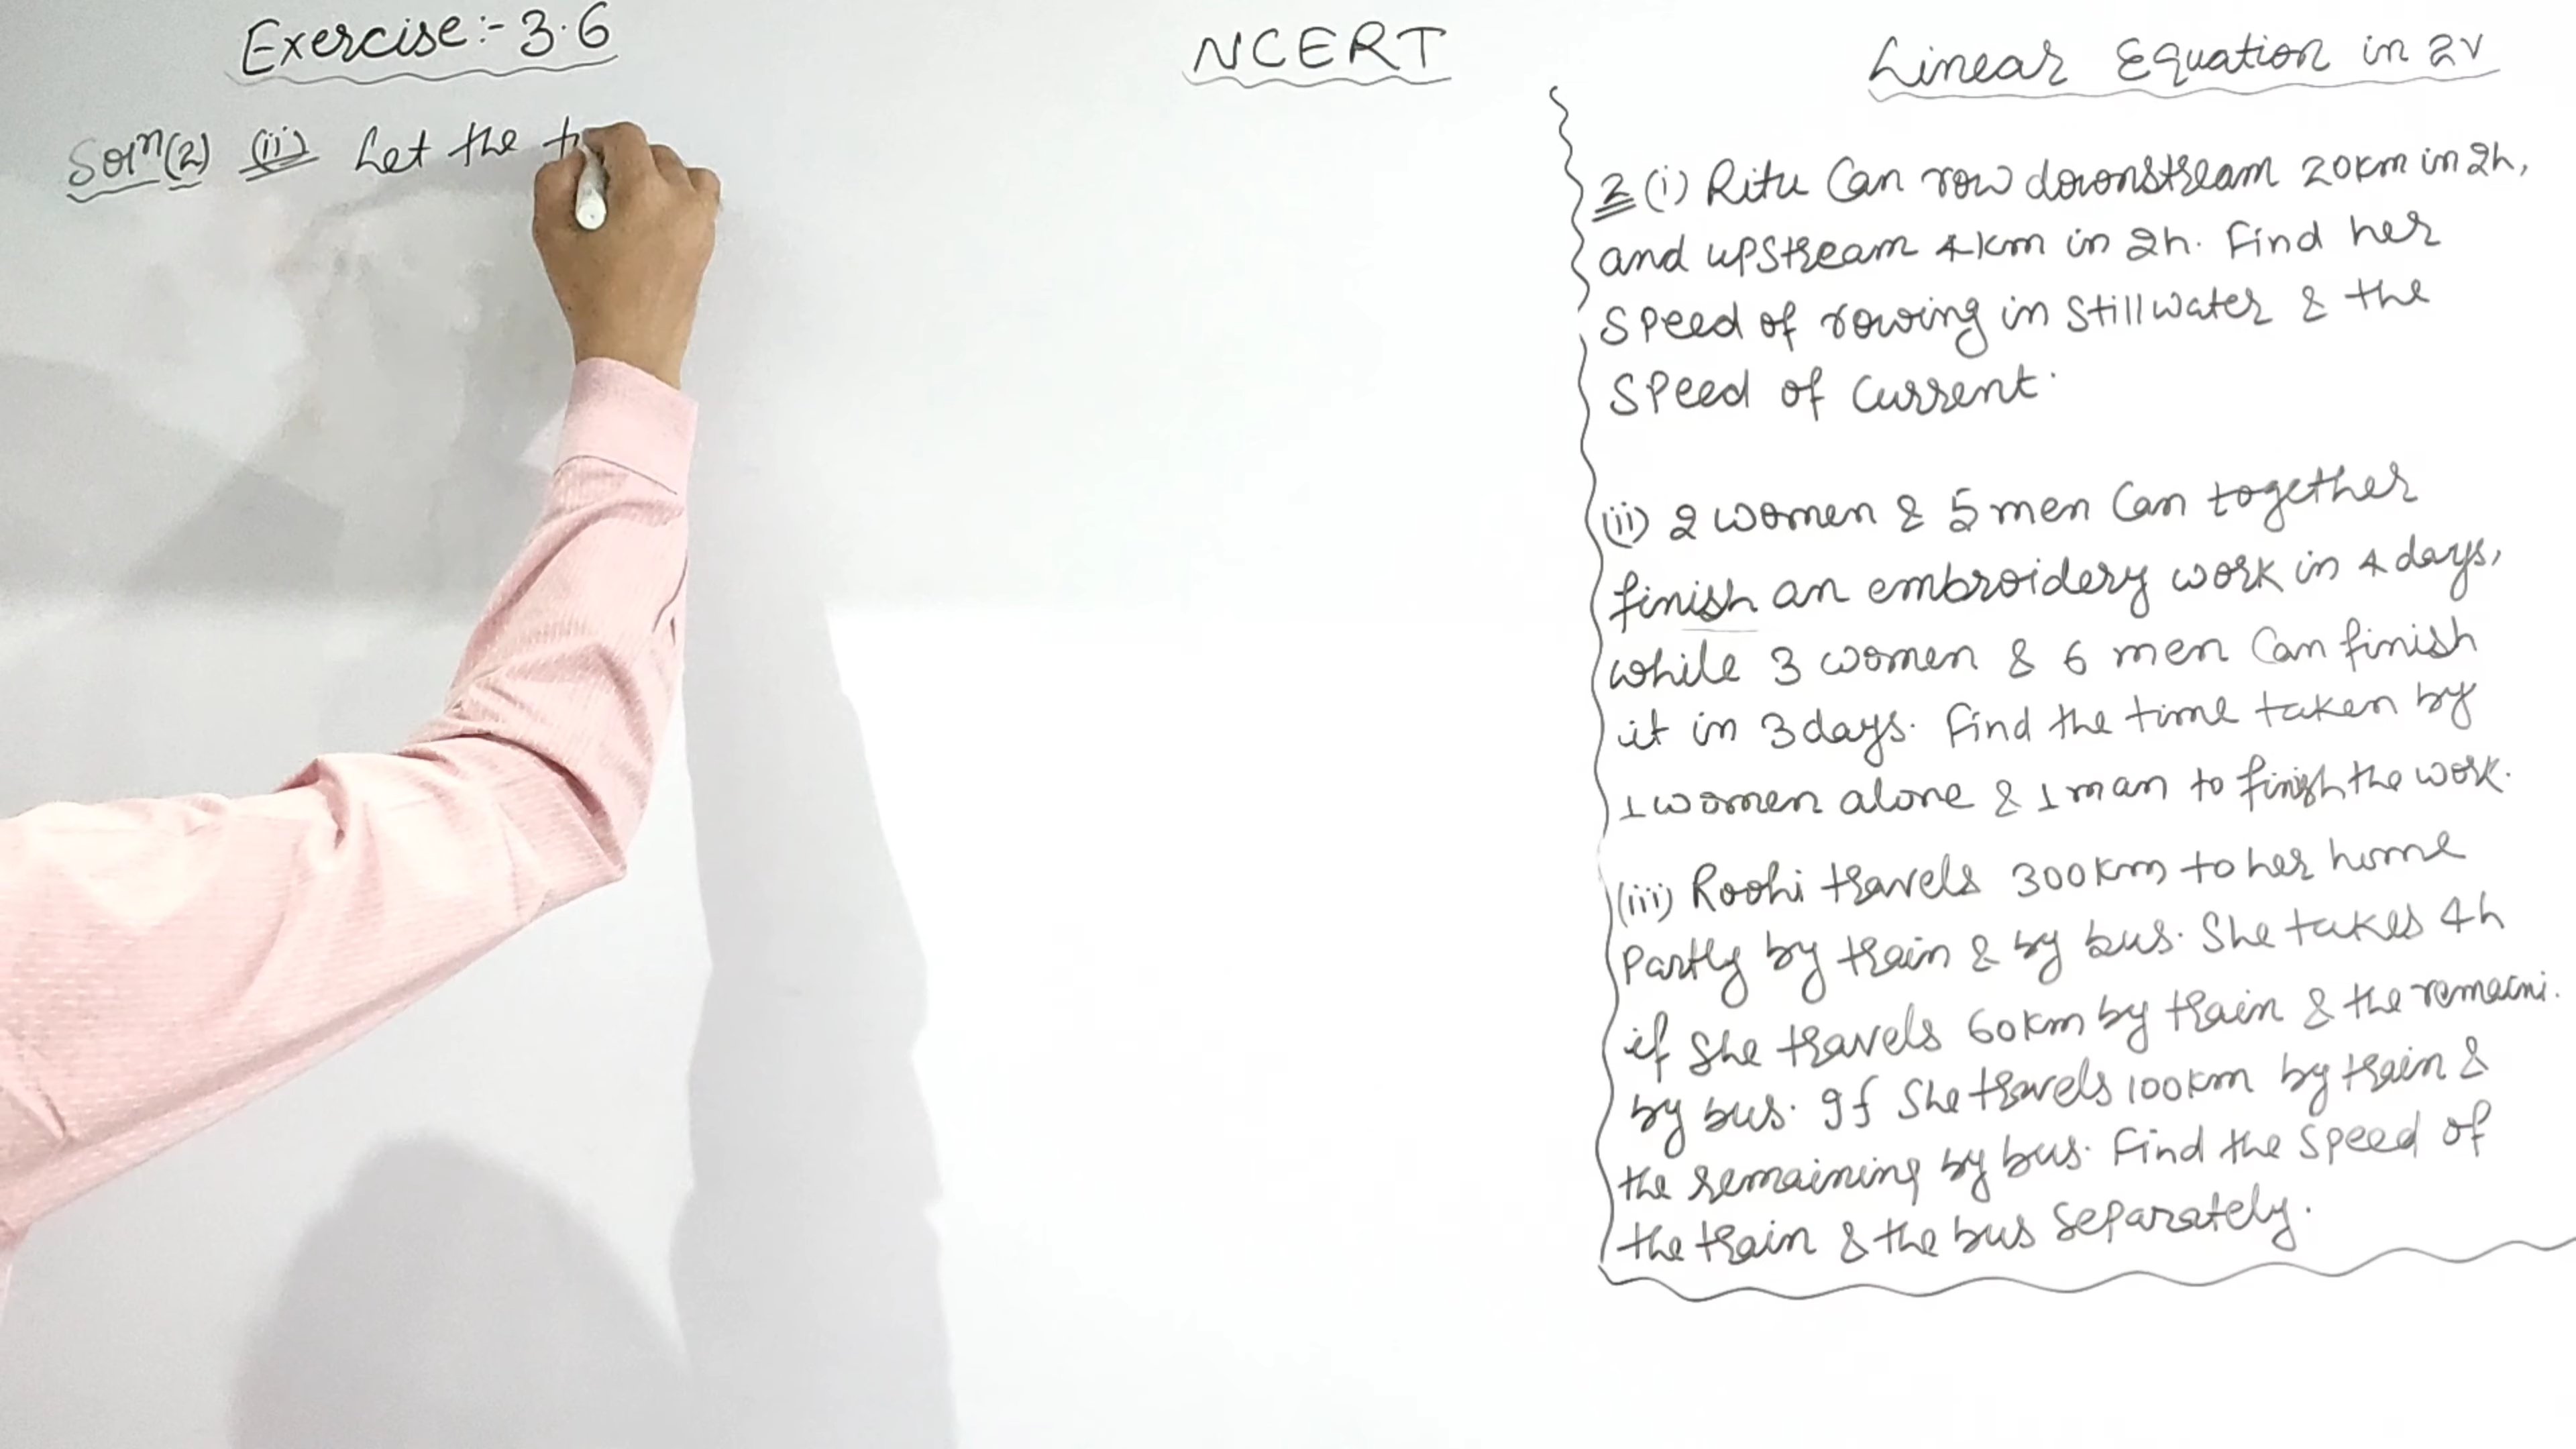 Exercise:- 3.6
NCERT
Linear Equation in 2V
Solⁿ(2) (ii) Let the
2 (i) Ritu Can row downstream 20km in 2h,
and upstream 4km in 2h. Find her
Speed of rowing in Still water & the
Speed of Current.
(ii) 2 women & 5 men Can together
finish an embroidery work in 4 days,
while 3 women & 6 men Can finish
it in 3 days. Find the time taken by
1 women alone & 1 man to finish the work.
(iii) Roohi travels 300km to her home
Partly by train & by bus. She takes 4h
if She travels 60km by train & the remaini.
by bus. If She travels 100km by train &
the remaining by bus. Find the Speed of
the train & the bus Separately.